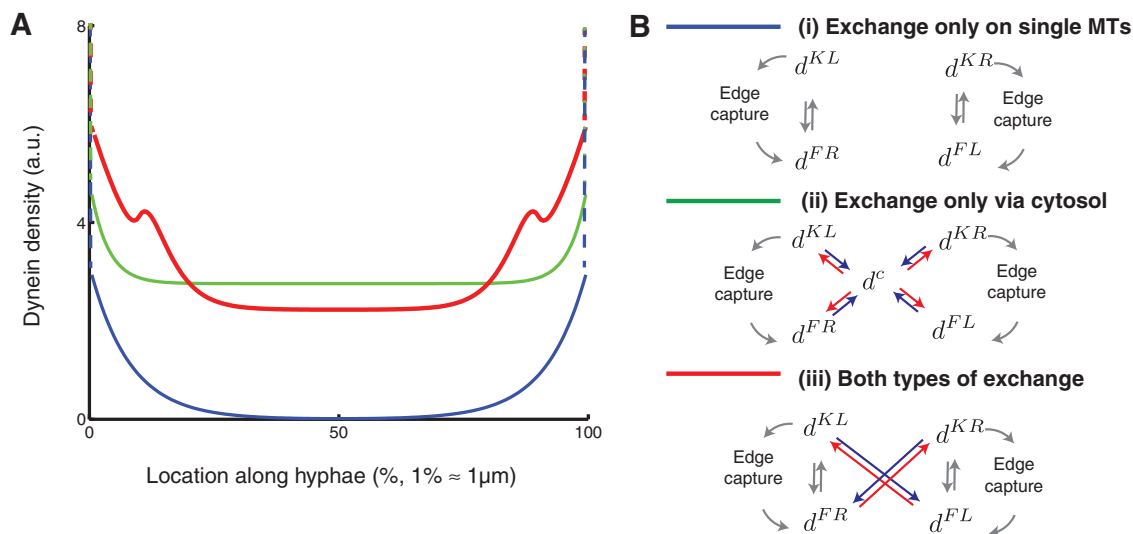 A
8
4
0
Dynein density (a.u.)
0
50
100
Location along hyphae (%, 1% ≈ 1μm)
B
(i) Exchange only on single MTs
d^{KL}
d^{KR}
Edge
capture
Edge
capture
d^{FR}
d^{FL}
(ii) Exchange only via cytosol
d^{KL}
d^{KR}
Edge
capture
d^{c}
Edge
capture
d^{FR}
d^{FL}
(iii) Both types of exchange
d^{KL}
d^{KR}
Edge
capture
Edge
capture
d^{FR}
d^{FL}